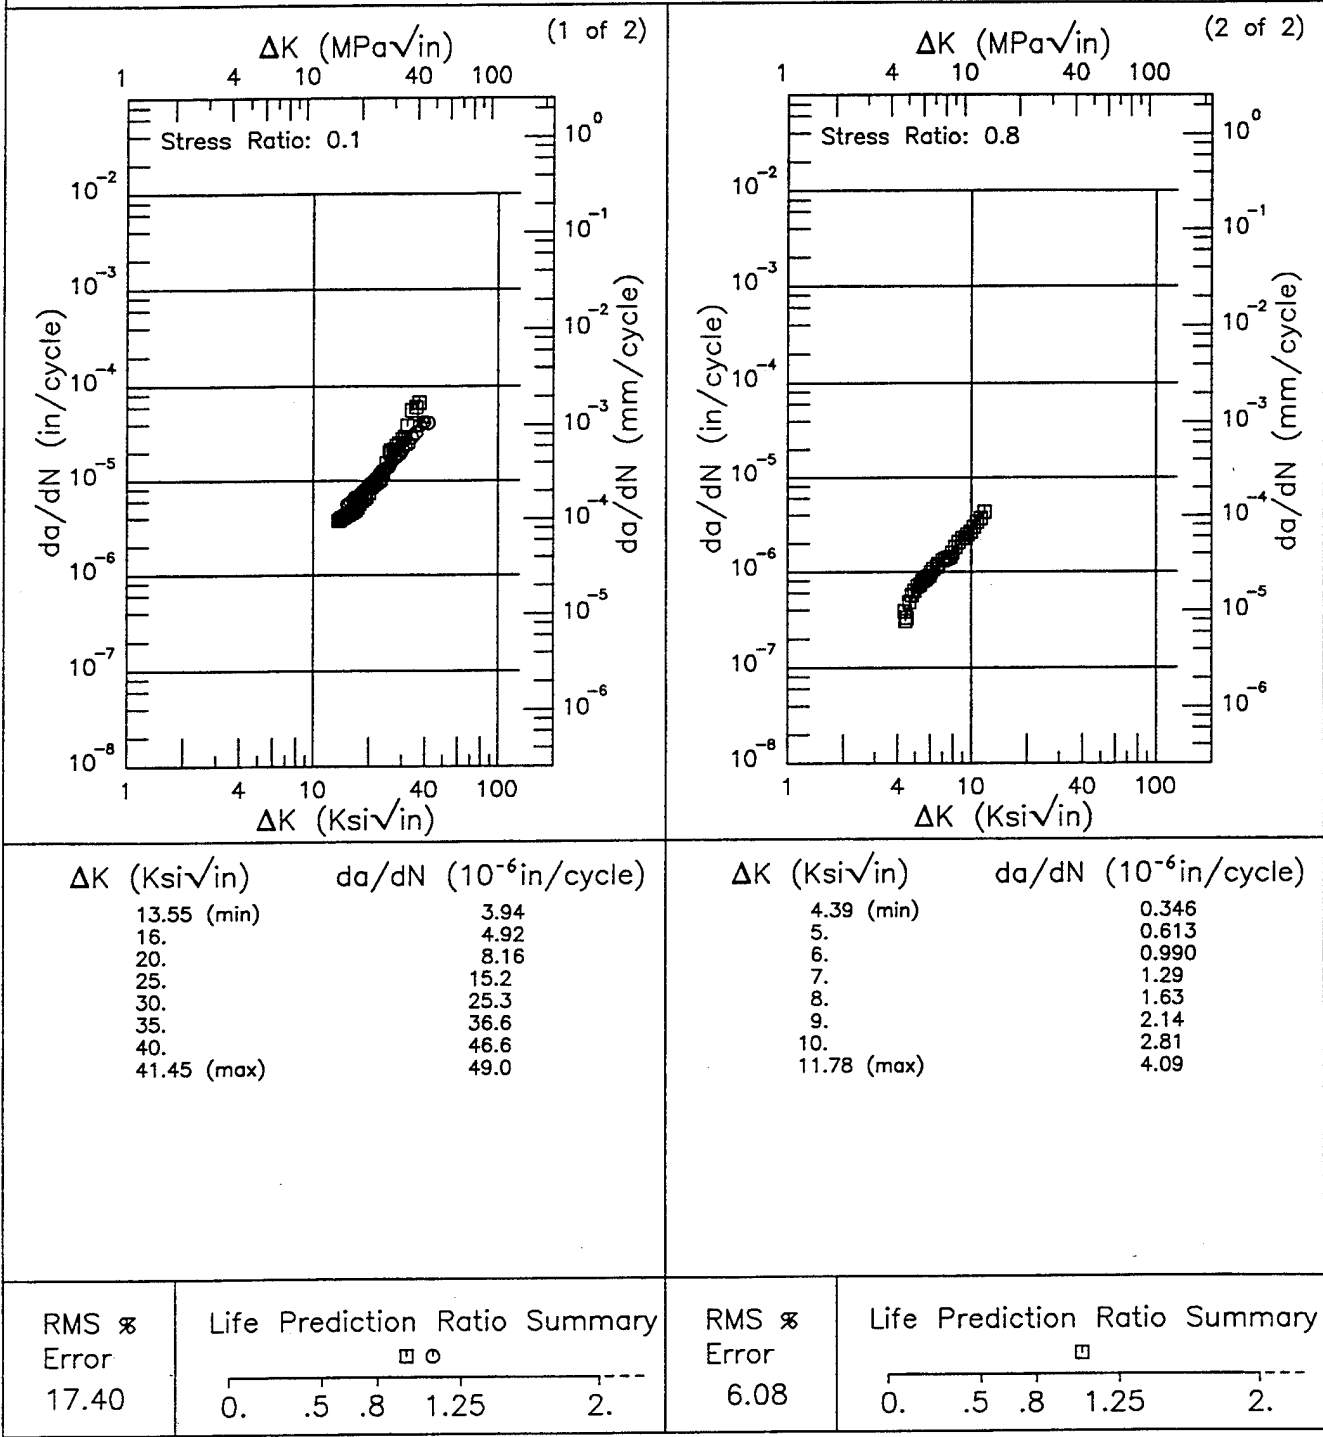 (1 of 2)
ΔK (MPa√in)
1 4 10 40 100
Stress Ratio: 0.1
da/dN (in/cycle)
10⁻²
10⁻³
10⁻⁴
10⁻⁵
10⁻⁶
10⁻⁷
10⁻⁸
10⁰
10⁻¹
10⁻²
10⁻³
10⁻⁴
10⁻⁵
10⁻⁶
da/dN (mm/cycle)
1 4 10 40 100
ΔK (Ksi√in)
(2 of 2)
ΔK (MPa√in)
1 4 10 40 100
Stress Ratio: 0.8
da/dN (in/cycle)
10⁻²
10⁻³
10⁻⁴
10⁻⁵
10⁻⁶
10⁻⁷
10⁻⁸
10⁰
10⁻¹
10⁻²
10⁻³
10⁻⁴
10⁻⁵
10⁻⁶
da/dN (mm/cycle)
1 4 10 40 100
ΔK (Ksi√in)
ΔK (Ksi√in) da/dN (10⁻⁶in/cycle)
13.55 (min) 3.94
16. 4.92
20. 8.16
25. 15.2
30. 25.3
35. 36.6
40. 46.6
41.45 (max) 49.0
ΔK (Ksi√in) da/dN (10⁻⁶in/cycle)
4.39 (min) 0.346
5. 0.613
6. 0.990
7. 1.29
8. 1.63
9. 2.14
10. 2.81
11.78 (max) 4.09
RMS %
Error
17.40
Life Prediction Ratio Summary
0. .5 .8 1.25 2.
RMS %
Error
6.08
Life Prediction Ratio Summary
0. .5 .8 1.25 2.